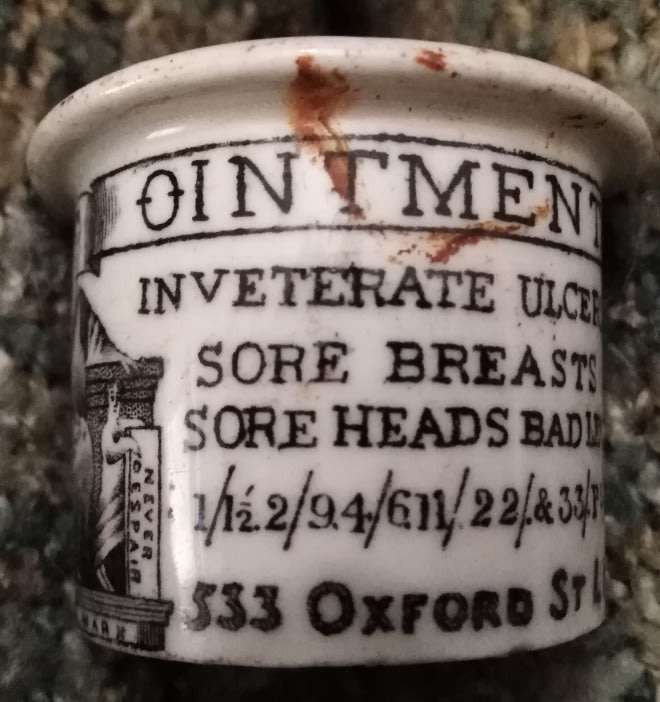 OINTMENT
INVETERATE ULCER
SORE BREASTS
SORE HEADS BAD
1/1½.2/9.4/6.11/.22/.&33/.P
533 OXFORD ST
NEVER
DESPAIR
MARK